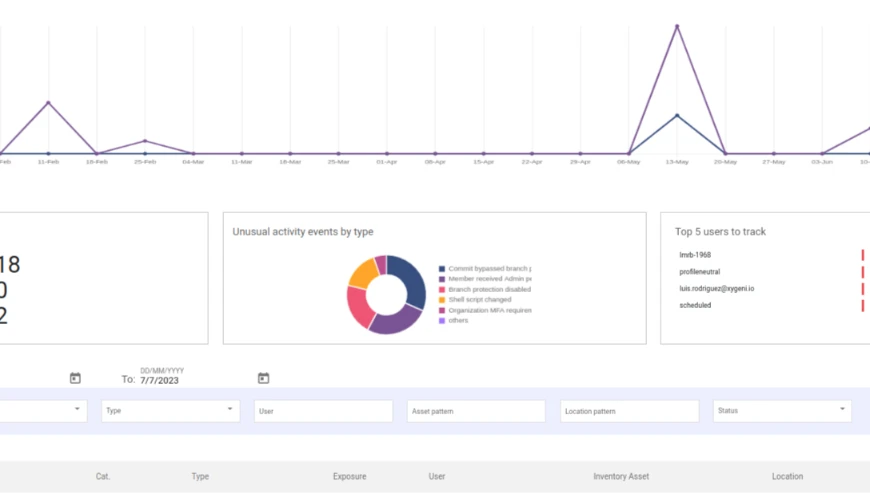 Feb 11-Feb 18-Feb 25-Feb 04-Mar 11-Mar 18-Mar 25-Mar 01-Apr 08-Apr 15-Apr 22-Apr 29-Apr 06-May 13-May 20-May 27-May 03-Jun 10-
18
0
2
Unusual activity events by type
Commit bypassed branch p
Member received Admin pe
Branch protection disabled
Shell script changed
Organization MFA requirem
others
Top 5 users to track
lmrb-1968
profileneutral
luis.rodriguez@xygeni.io
scheduled
DD/MM/YYYY
To: 7/7/2023
Type User Asset pattern Location pattern Status
Cat. Type Exposure User Inventory Asset Location